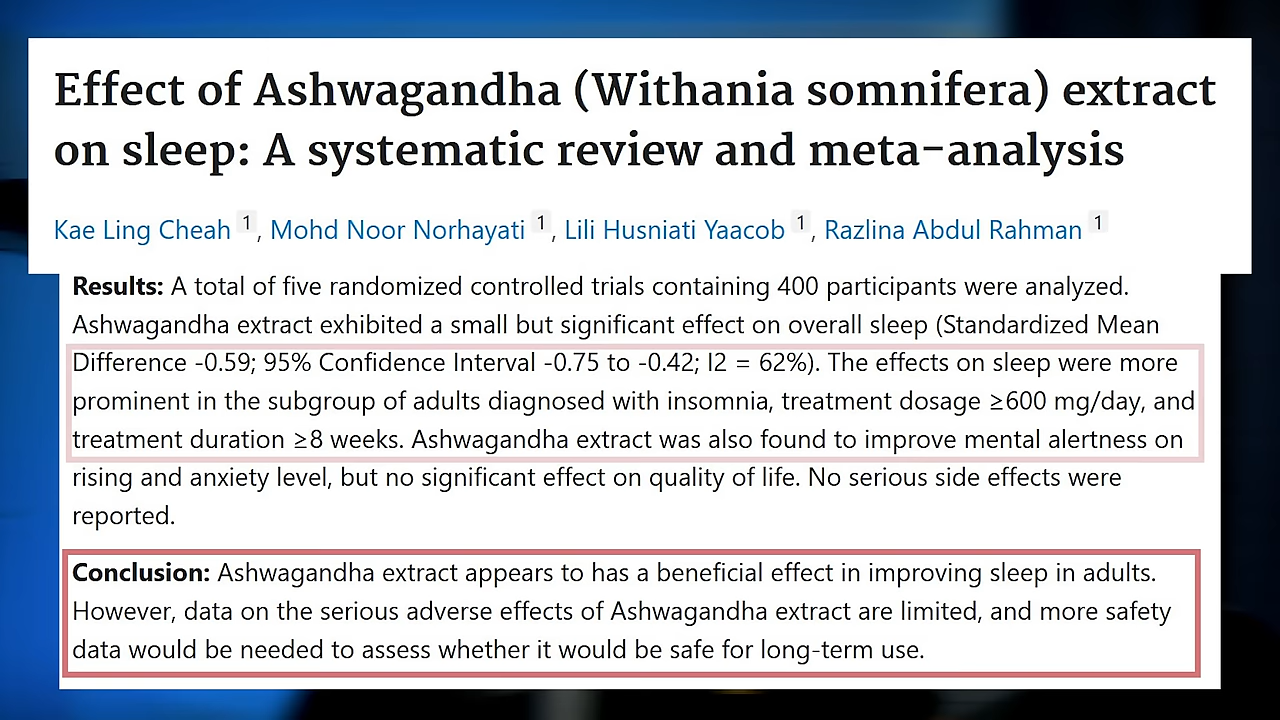 Effect of Ashwagandha (Withania somnifera) extract
on sleep: A systematic review and meta-analysis
Kae Ling Cheah 1, Mohd Noor Norhayati 1, Lili Husniati Yaacob 1, Razlina Abdul Rahman 1
Results: A total of five randomized controlled trials containing 400 participants were analyzed.
Ashwagandha extract exhibited a small but significant effect on overall sleep (Standardized Mean
Difference -0.59; 95% Confidence Interval -0.75 to -0.42; I2 = 62%). The effects on sleep were more
prominent in the subgroup of adults diagnosed with insomnia, treatment dosage ≥600 mg/day, and
treatment duration ≥8 weeks. Ashwagandha extract was also found to improve mental alertness on
rising and anxiety level, but no significant effect on quality of life. No serious side effects were
reported.
Conclusion: Ashwagandha extract appears to has a beneficial effect in improving sleep in adults.
However, data on the serious adverse effects of Ashwagandha extract are limited, and more safety
data would be needed to assess whether it would be safe for long-term use.